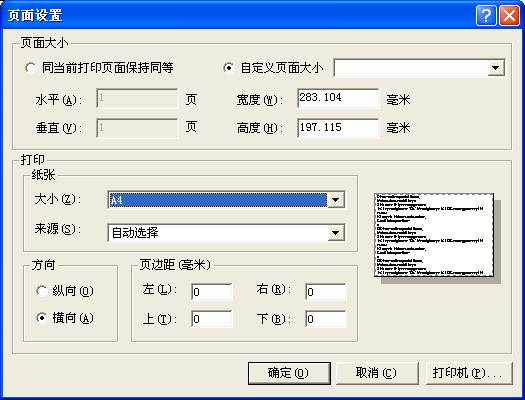 页面设置
页面大小
同当前打印页面保持同等
自定义页面大小
水平(A): 1 页
宽度(W): 283.104 毫米
垂直(V): 1 页
高度(H): 197.115 毫米
打印
纸张
大小(Z): A4
来源(S): 自动选择
方向
纵向(O)
横向(A)
页边距(毫米)
左(L): 0 右(R): 0
上(T): 0 下(B): 0
确定(O) 取消(C) 打印机(P)...